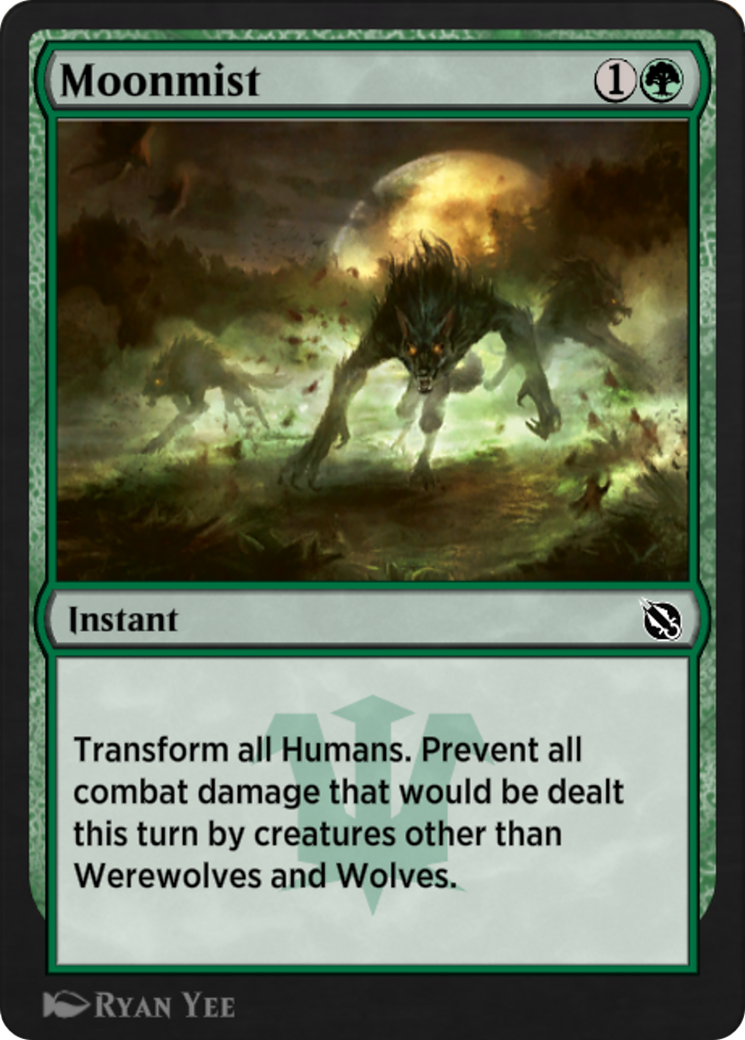 Moonmist 1
Instant
Transform all Humans. Prevent all
combat damage that would be dealt
this turn by creatures other than
Werewolves and Wolves.
Ryan Yee